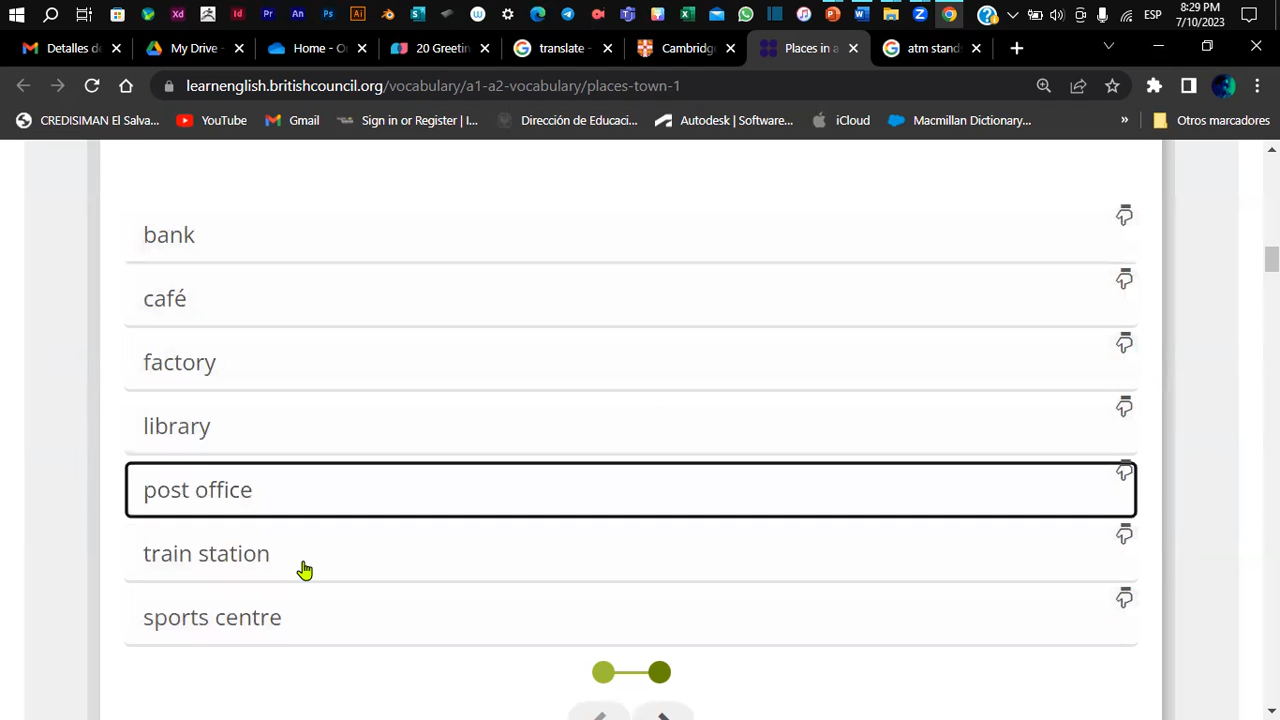 8:29 PM
ESP
7/10/2023
Detalles de
My Drive -
Home - O
20 Greetin
translate -
Cambridg
Places in a
atm stand
learnenglish.britishcouncil.org/vocabulary/a1-a2-vocabulary/places-town-1
CREDISIMAN El Salva...
YouTube
Gmail
Sign in or Register | I...
Dirección de Educaci...
Autodesk | Software...
iCloud
Macmillan Dictionary...
»
Otros marcadores
bank
café
factory
library
post office
train station
sports centre